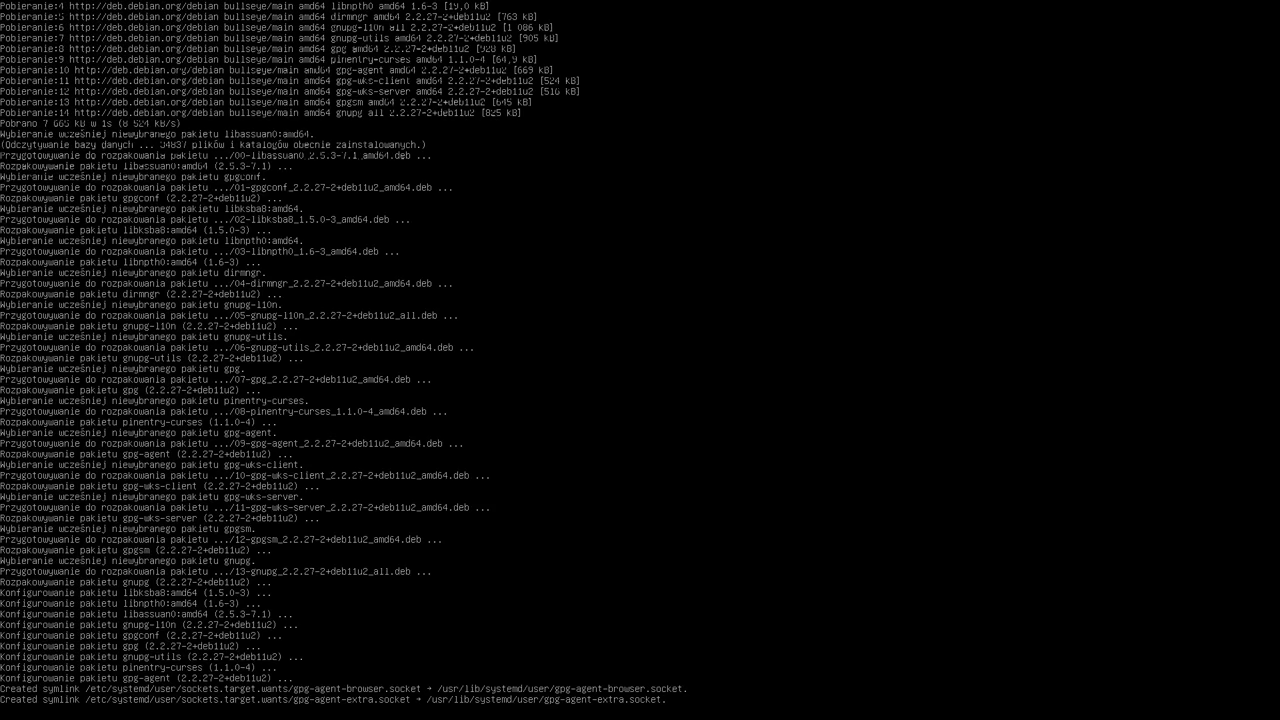 Pobieranie:4 http://deb.debian.org/debian bullseye/main amd64 libnpth0 amd64 1.6-3 [19,0 kB]
Pobieranie:5 http://deb.debian.org/debian bullseye/main amd64 dirmngr amd64 2.2.27-2+deb11u2 [763 kB]
Pobieranie:6 http://deb.debian.org/debian bullseye/main amd64 gnupg-l10n all 2.2.27-2+deb11u2 [1 086 kB]
Pobieranie:7 http://deb.debian.org/debian bullseye/main amd64 gnupg-utils amd64 2.2.27-2+deb11u2 [905 kB]
Pobieranie:8 http://deb.debian.org/debian bullseye/main amd64 gpg amd64 2.2.27-2+deb11u2 [928 kB]
Pobieranie:9 http://deb.debian.org/debian bullseye/main amd64 pinentry-curses amd64 1.1.0-4 [64,9 kB]
Pobieranie:10 http://deb.debian.org/debian bullseye/main amd64 gpg-agent amd64 2.2.27-2+deb11u2 [669 kB]
Pobieranie:11 http://deb.debian.org/debian bullseye/main amd64 gpg-wks-client amd64 2.2.27-2+deb11u2 [524 kB]
Pobieranie:12 http://deb.debian.org/debian bullseye/main amd64 gpg-wks-server amd64 2.2.27-2+deb11u2 [516 kB]
Pobieranie:13 http://deb.debian.org/debian bullseye/main amd64 gpgsm amd64 2.2.27-2+deb11u2 [645 kB]
Pobieranie:14 http://deb.debian.org/debian bullseye/main amd64 gnupg all 2.2.27-2+deb11u2 [825 kB]
Pobrano 7 665 kB w 1s (8 524 kB/s)
Wybieranie wcześniej niewybranego pakietu libassuan0:amd64.
(Odczytywanie bazy danych ... 34837 plików i katalogów obecnie zainstalowanych.)
Przygotowywanie do rozpakowania pakietu .../00-libassuan0_2.5.3-7.1_amd64.deb ...
Rozpakowywanie pakietu libassuan0:amd64 (2.5.3-7.1) ...
Wybieranie wcześniej niewybranego pakietu gpgconf.
Przygotowywanie do rozpakowania pakietu .../01-gpgconf_2.2.27-2+deb11u2_amd64.deb ...
Rozpakowywanie pakietu gpgconf (2.2.27-2+deb11u2) ...
Wybieranie wcześniej niewybranego pakietu libksba8:amd64.
Przygotowywanie do rozpakowania pakietu .../02-libksba8_1.5.0-3_amd64.deb ...
Rozpakowywanie pakietu libksba8:amd64 (1.5.0-3) ...
Wybieranie wcześniej niewybranego pakietu libnpth0:amd64.
Przygotowywanie do rozpakowania pakietu .../03-libnpth0_1.6-3_amd64.deb ...
Rozpakowywanie pakietu libnpth0:amd64 (1.6-3) ...
Wybieranie wcześniej niewybranego pakietu dirmngr.
Przygotowywanie do rozpakowania pakietu .../04-dirmngr_2.2.27-2+deb11u2_amd64.deb ...
Rozpakowywanie pakietu dirmngr (2.2.27-2+deb11u2) ...
Wybieranie wcześniej niewybranego pakietu gnupg-l10n.
Przygotowywanie do rozpakowania pakietu .../05-gnupg-l10n_2.2.27-2+deb11u2_all.deb ...
Rozpakowywanie pakietu gnupg-l10n (2.2.27-2+deb11u2) ...
Wybieranie wcześniej niewybranego pakietu gnupg-utils.
Przygotowywanie do rozpakowania pakietu .../06-gnupg-utils_2.2.27-2+deb11u2_amd64.deb ...
Rozpakowywanie pakietu gnupg-utils (2.2.27-2+deb11u2) ...
Wybieranie wcześniej niewybranego pakietu gpg.
Przygotowywanie do rozpakowania pakietu .../07-gpg_2.2.27-2+deb11u2_amd64.deb ...
Rozpakowywanie pakietu gpg (2.2.27-2+deb11u2) ...
Wybieranie wcześniej niewybranego pakietu pinentry-curses.
Przygotowywanie do rozpakowania pakietu .../08-pinentry-curses_1.1.0-4_amd64.deb ...
Rozpakowywanie pakietu pinentry-curses (1.1.0-4) ...
Wybieranie wcześniej niewybranego pakietu gpg-agent.
Przygotowywanie do rozpakowania pakietu .../09-gpg-agent_2.2.27-2+deb11u2_amd64.deb ...
Rozpakowywanie pakietu gpg-agent (2.2.27-2+deb11u2) ...
Wybieranie wcześniej niewybranego pakietu gpg-wks-client.
Przygotowywanie do rozpakowania pakietu .../10-gpg-wks-client_2.2.27-2+deb11u2_amd64.deb ...
Rozpakowywanie pakietu gpg-wks-client (2.2.27-2+deb11u2) ...
Wybieranie wcześniej niewybranego pakietu gpg-wks-server.
Przygotowywanie do rozpakowania pakietu .../11-gpg-wks-server_2.2.27-2+deb11u2_amd64.deb ...
Rozpakowywanie pakietu gpg-wks-server (2.2.27-2+deb11u2) ...
Wybieranie wcześniej niewybranego pakietu gpgsm.
Przygotowywanie do rozpakowania pakietu .../12-gpgsm_2.2.27-2+deb11u2_amd64.deb ...
Rozpakowywanie pakietu gpgsm (2.2.27-2+deb11u2) ...
Wybieranie wcześniej niewybranego pakietu gnupg.
Przygotowywanie do rozpakowania pakietu .../13-gnupg_2.2.27-2+deb11u2_all.deb ...
Rozpakowywanie pakietu gnupg (2.2.27-2+deb11u2) ...
Konfigurowanie pakietu libksba8:amd64 (1.5.0-3) ...
Konfigurowanie pakietu libnpth0:amd64 (1.6-3) ...
Konfigurowanie pakietu libassuan0:amd64 (2.5.3-7.1) ...
Konfigurowanie pakietu gnupg-l10n (2.2.27-2+deb11u2) ...
Konfigurowanie pakietu gpgconf (2.2.27-2+deb11u2) ...
Konfigurowanie pakietu gpg (2.2.27-2+deb11u2) ...
Konfigurowanie pakietu gnupg-utils (2.2.27-2+deb11u2) ...
Konfigurowanie pakietu pinentry-curses (1.1.0-4) ...
Konfigurowanie pakietu gpg-agent (2.2.27-2+deb11u2) ...
Created symlink /etc/systemd/user/sockets.target.wants/gpg-agent-browser.socket → /usr/lib/systemd/user/gpg-agent-browser.socket.
Created symlink /etc/systemd/user/sockets.target.wants/gpg-agent-extra.socket → /usr/lib/systemd/user/gpg-agent-extra.socket.